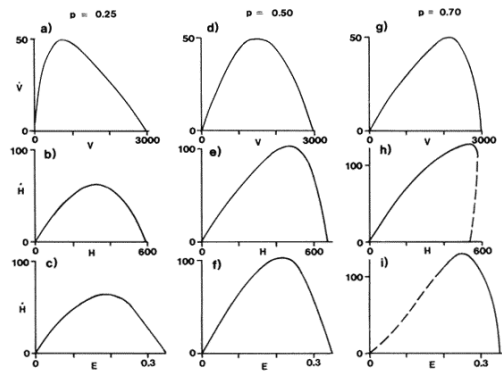 p = 0.25 p = 0.50 p = 0.70
a) d) g)
50 50 50
V̇
0 0 0
0 V 3000 0 V 3000 0 V 3000
b) e) h)
100 100 100
Ḣ
0 0 0
0 H 600 0 H 0 H 600
c) f) i)
100 100 100
Ḣ
0 0 0
0 E 0.3 0 E 0.3 0 E 0.3